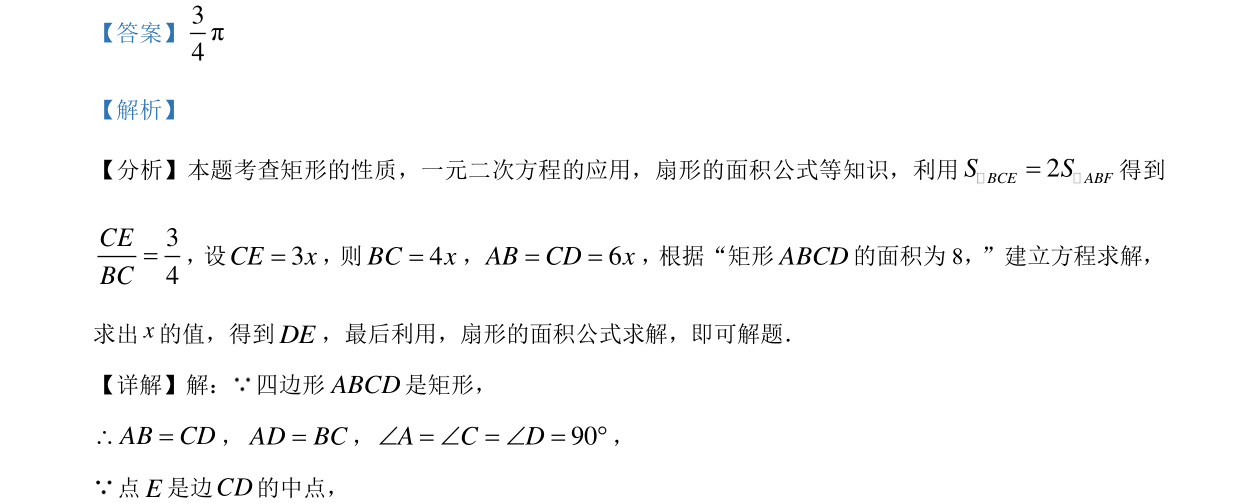 【答案】3/4 π
【解析】
【分析】本题考查矩形的性质，一元二次方程的应用，扇形的面积公式等知识，利用 S□BCE = 2S□ABF 得到
CE/BC = 3/4，设 CE = 3x，则 BC = 4x，AB = CD = 6x，根据“矩形 ABCD 的面积为 8，”建立方程求解，
求出 x 的值，得到 DE，最后利用，扇形的面积公式求解，即可解题．
【详解】解：∵四边形 ABCD 是矩形，
∴ AB = CD，AD = BC，∠A = ∠C = ∠D = 90°，
∵点 E 是边 CD 的中点，